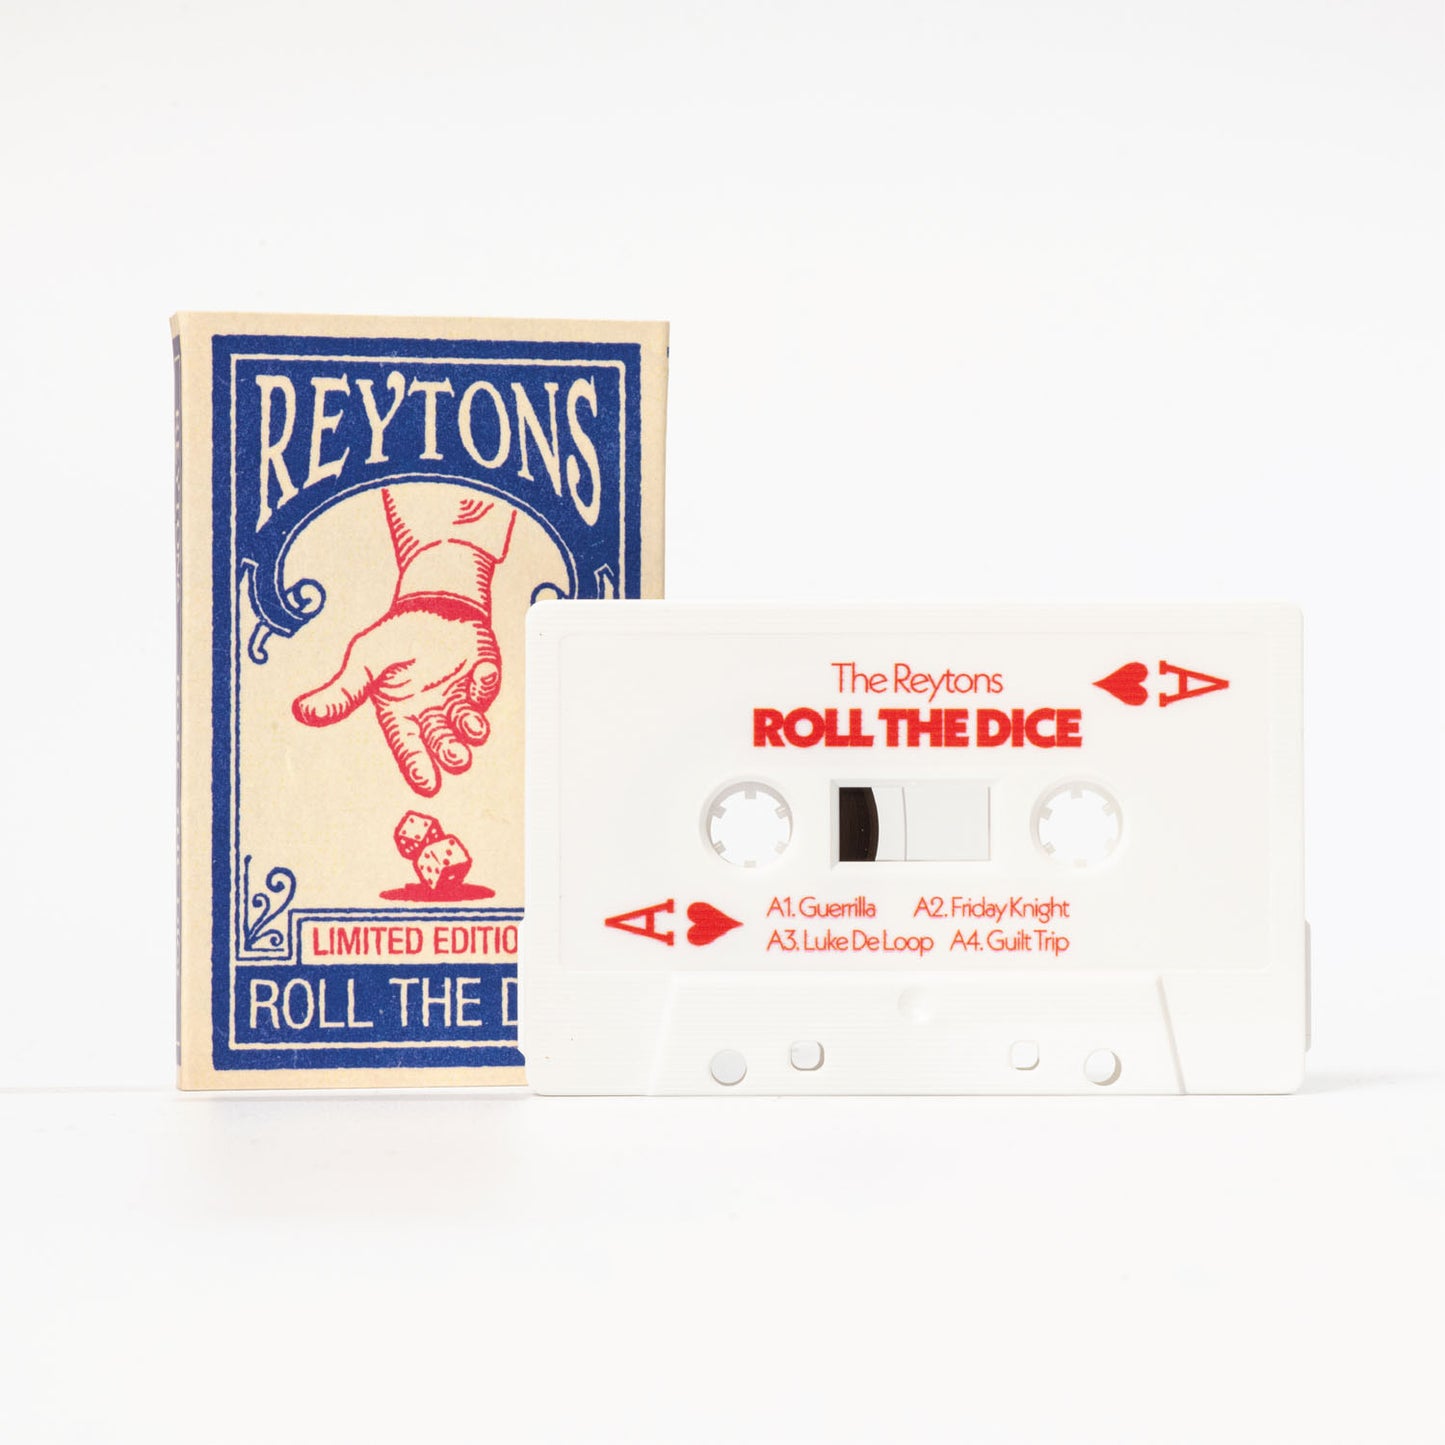 REYTONS
LIMITED EDITIO
ROLL THE D
The Reytons
ROLL THE DICE
A
A
A1. Guerrilla A2. Friday Knight
A3. Luke De Loop A4. Guilt Trip